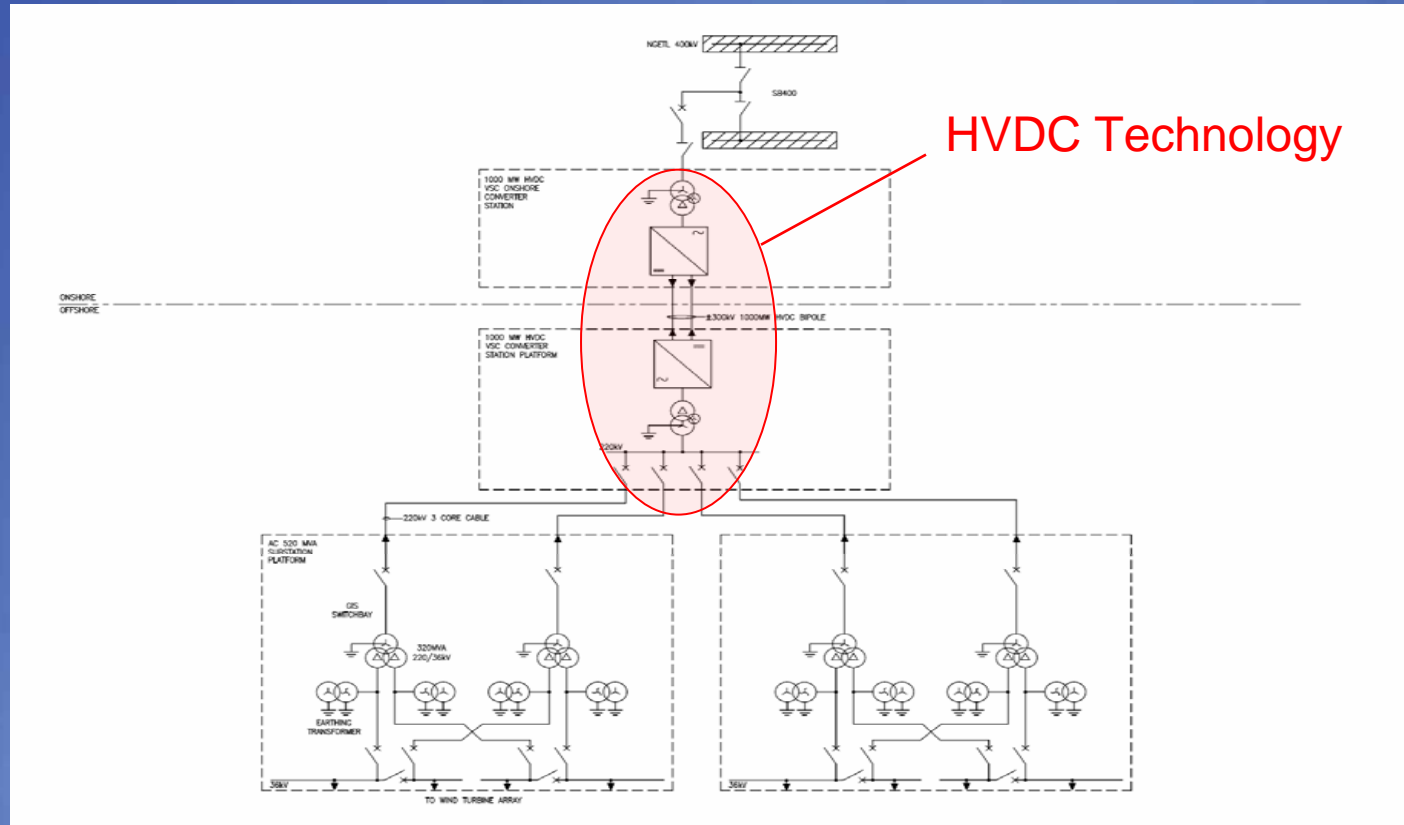 NGETL 400kV
SB400
HVDC Technology
1000 MW HVDC
VSC ONSHORE
CONVERTER
STATION
ONSHORE
OFFSHORE
±300kV 1000MW HVDC BIPOLE
1000 MW HVDC
VSC CONVERTER
STATION PLATFORM
220kV
220kV 3 CORE CABLE
AC 520 MVA
SUBSTATION
PLATFORM
GIS
SWITCHBAY
320MVA
220/36kV
EARTHING
TRANSFORMER
36kV
36kV
TO WIND TURBINE ARRAY